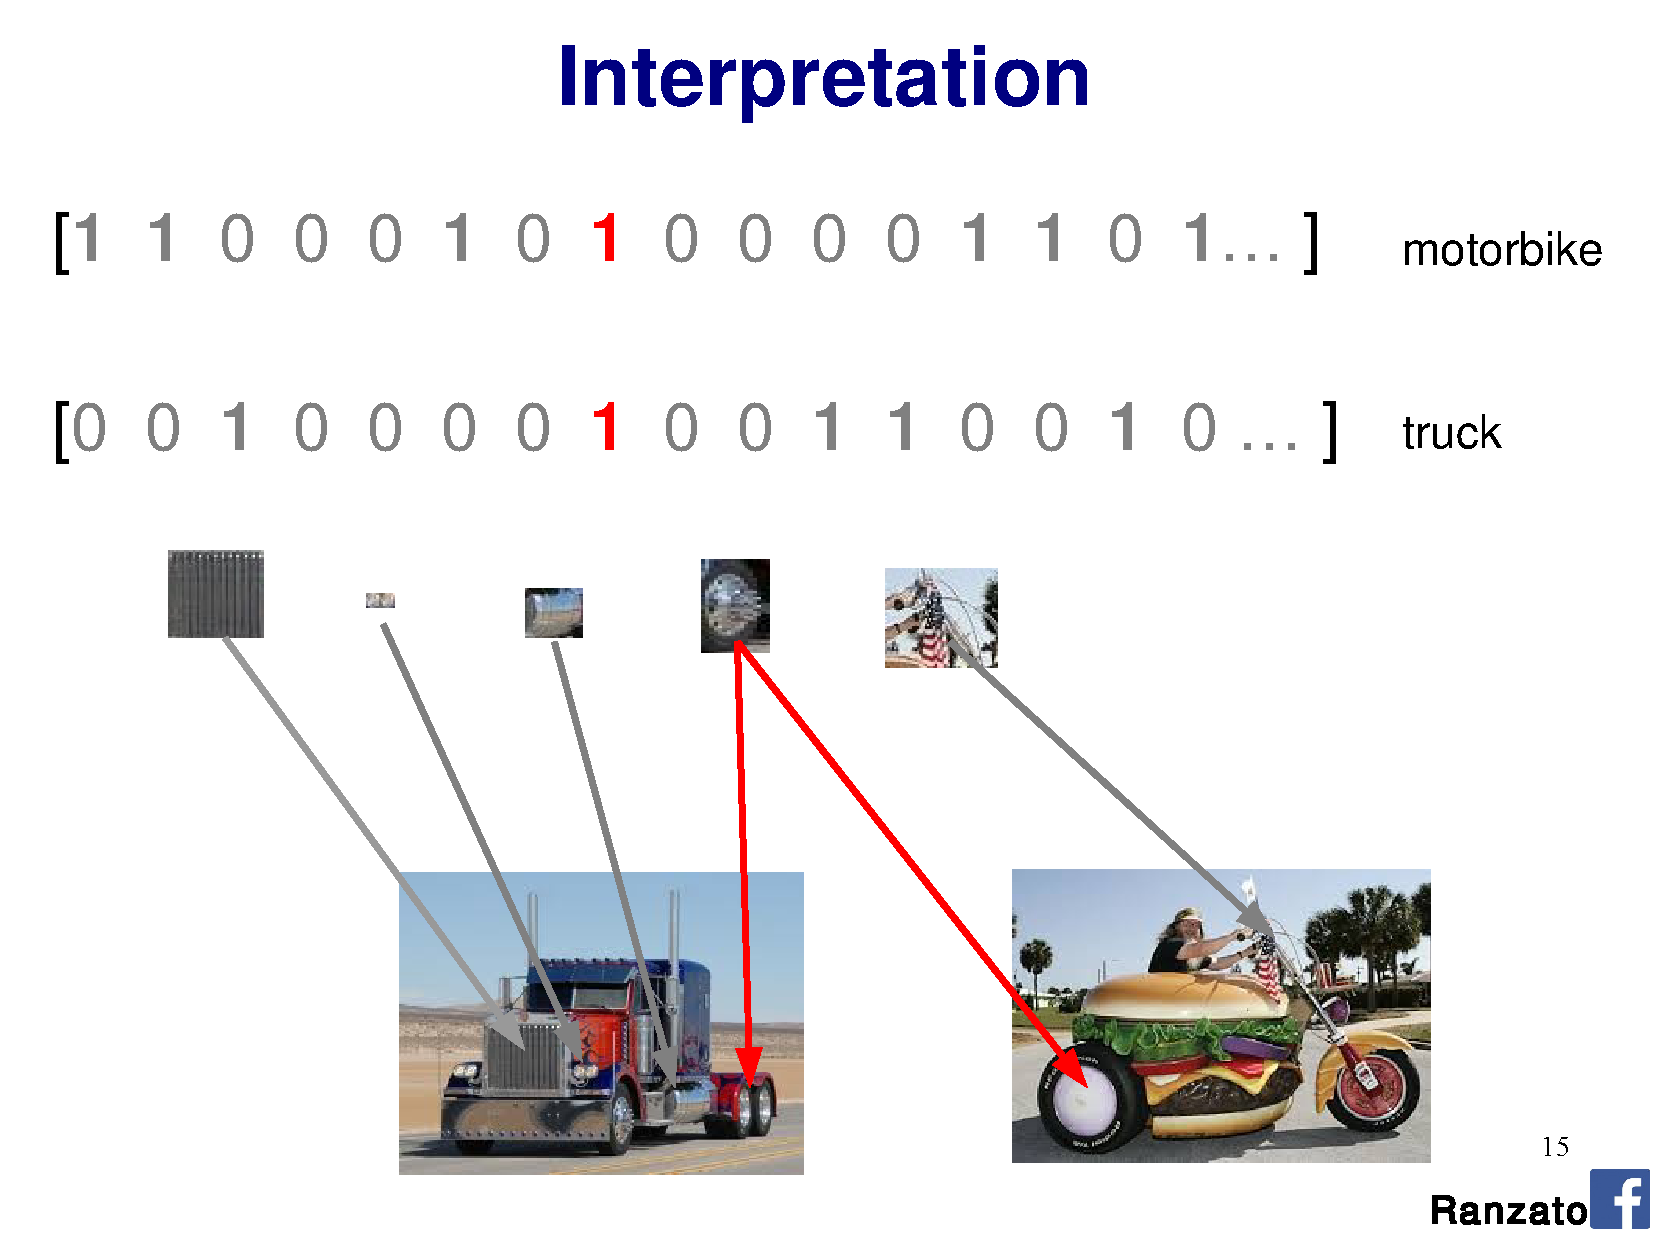 Interpretation
[1 1 0 0 0 1 0 1 0 0 0 0 1 1 0 1... ] motorbike
[0 0 1 0 0 0 0 1 0 0 1 1 0 0 1 0 ... ] truck
15
Ranzato f